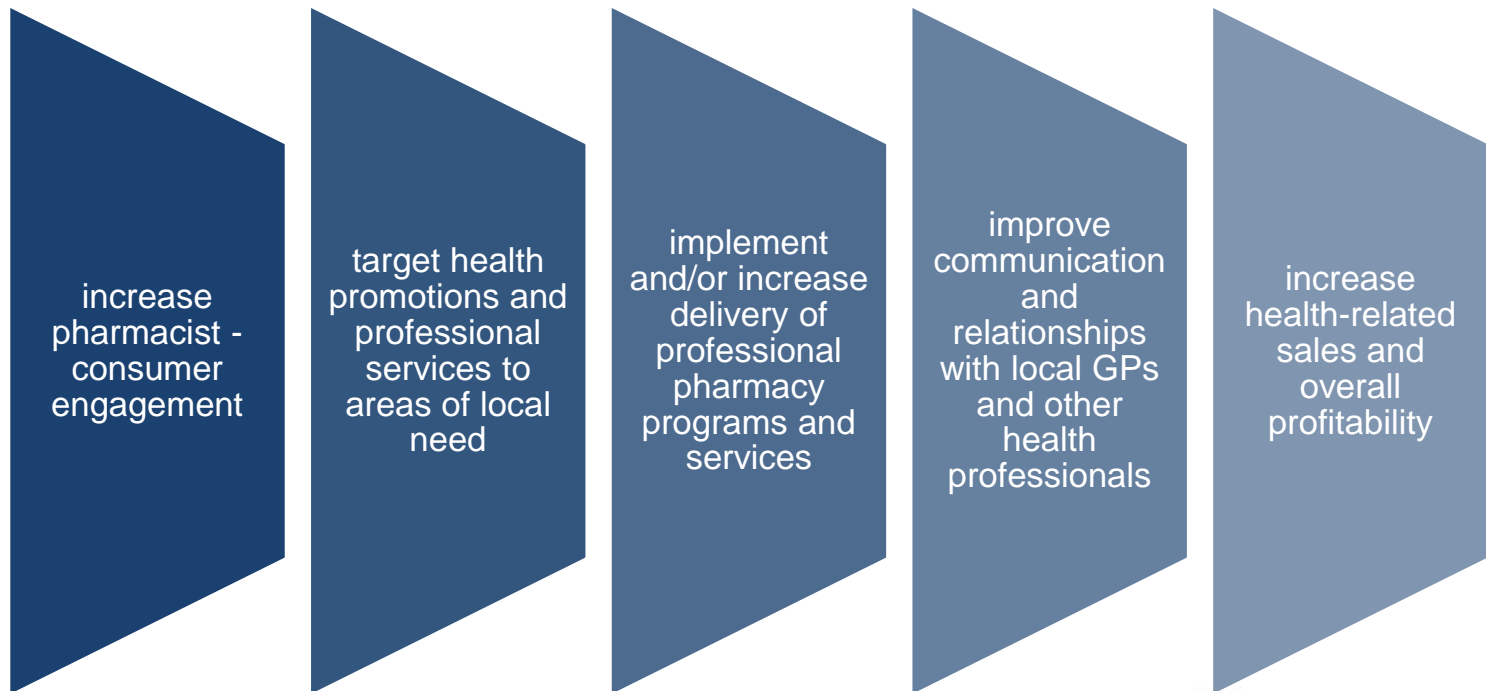 increase
pharmacist -
consumer
engagement
target health
promotions and
professional
services to
areas of local
need
implement
and/or increase
delivery of
professional
pharmacy
programs and
services
improve
communication
and
relationships
with local GPs
and other
health
professionals
increase
health-related
sales and
overall
profitability